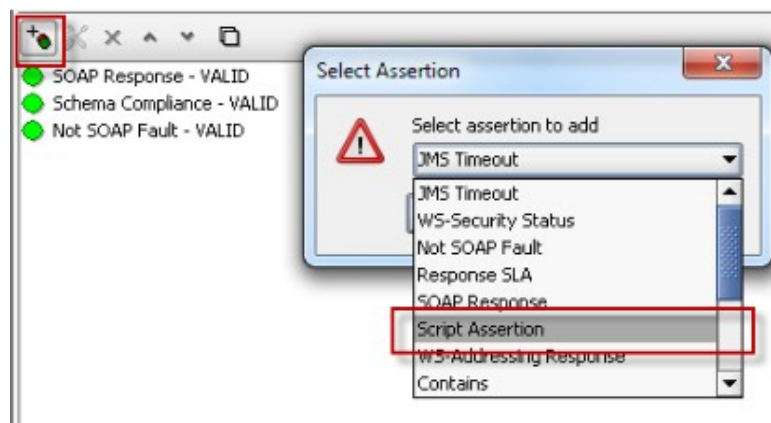 SOAP Response - VALID
Schema Compliance - VALID
Not SOAP Fault - VALID
Select Assertion
Select assertion to add
JMS Timeout
JMS Timeout
WS-Security Status
Not SOAP Fault
Response SLA
SOAP Response
Script Assertion
WS-Addressing Response
Contains